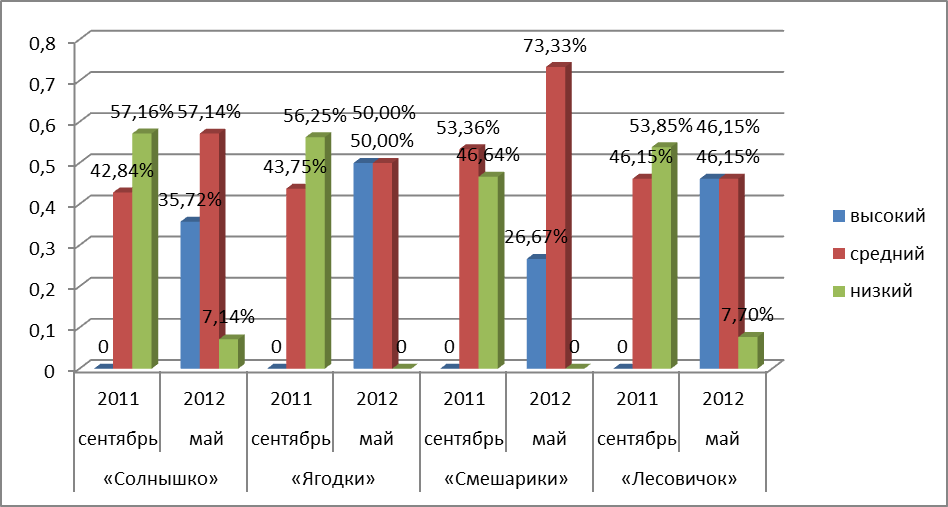 0,8
0,7
0,6
0,5
0,4
0,3
0,2
0,1
0
0 42,84% 57,16%
35,72% 57,14% 7,14%
0 43,75% 56,25%
50,00% 50,00% 0
0 53,36% 46,64%
26,67% 73,33% 0
0 46,15% 53,85%
46,15% 46,15% 7,70%
2011 2012 2011 2012 2011 2012 2011 2012
сентябрь май сентябрь май сентябрь май сентябрь май
«Солнышко» «Ягодки» «Смешарики» «Лесовичок»
высокий
средний
низкий